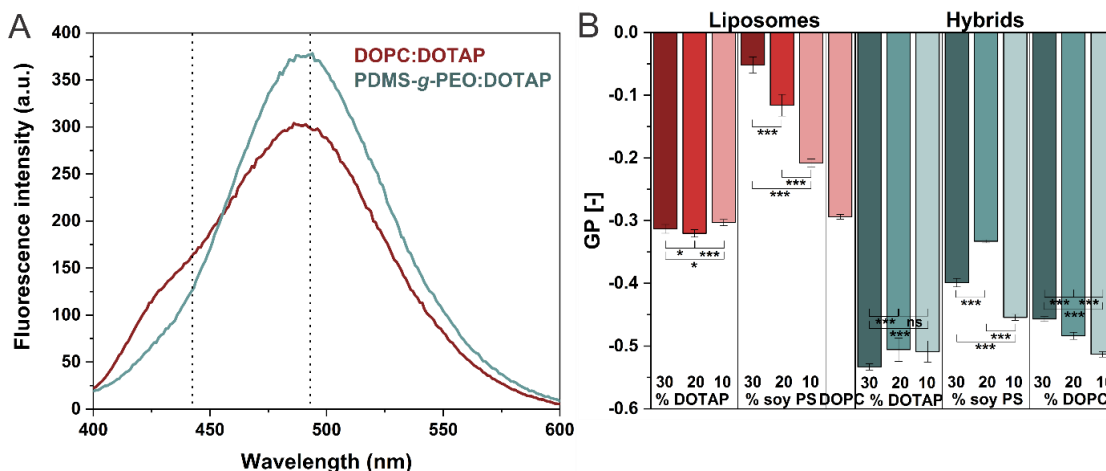 A
400
350
300
250
200
150
100
50
0
Fluorescence intensity (a.u.)
DOPC:DOTAP
PDMS-g-PEO:DOTAP
400 450 500 550 600
Wavelength (nm)
B
Liposomes Hybrids
0.0
-0.1
-0.2
-0.3
-0.4
-0.5
-0.6
GP [-]
* ***
*
***
***
***
*** ns
***
***
***
***
*** ***
***
30 20 10 30 20 10 30 20 10 30 20 10 30 20 10
% DOTAP % soy PS DOPC % DOTAP % soy PS % DOPC